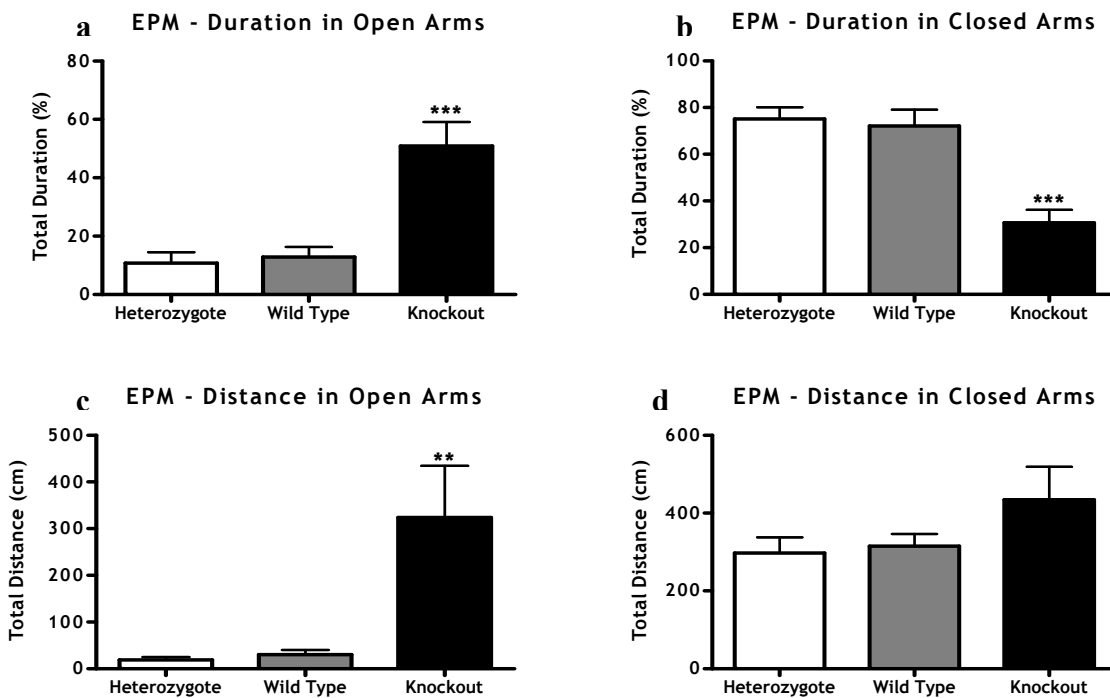 a EPM - Duration in Open Arms
Total Duration (%)
80
60
40
20
0
***
Heterozygote Wild Type Knockout
b EPM - Duration in Closed Arms
Total Duration (%)
100
80
60
40
20
0
***
Heterozygote Wild Type Knockout
c EPM - Distance in Open Arms
Total Distance (cm)
500
400
300
200
100
0
**
Heterozygote Wild Type Knockout
d EPM - Distance in Closed Arms
Total Distance (cm)
600
400
200
0
Heterozygote Wild Type Knockout